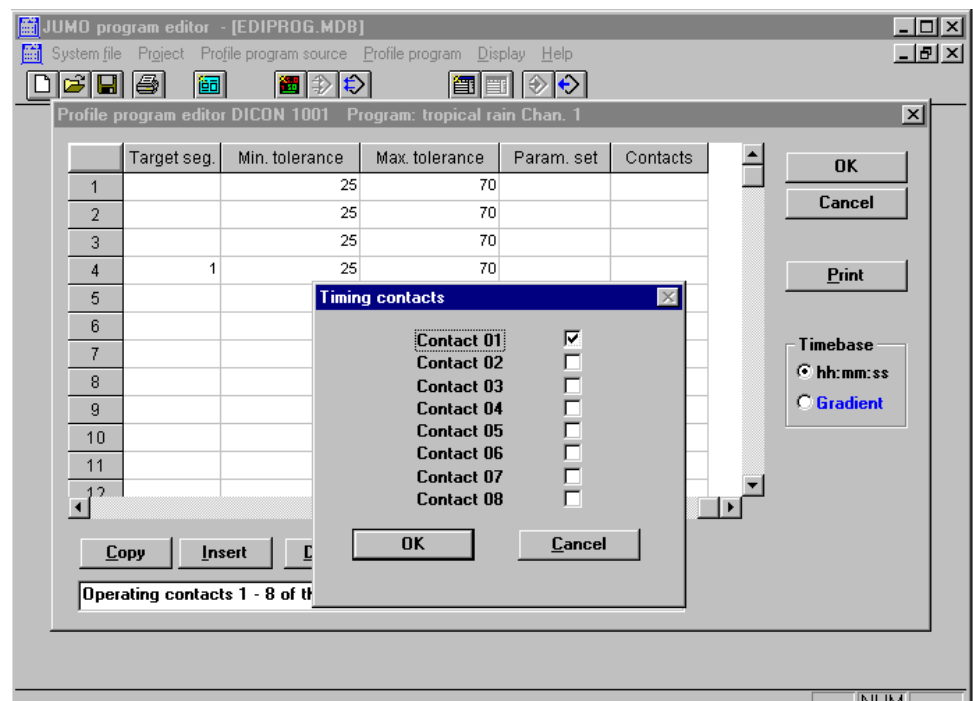 JUMO program editor - [EDIPROG.MDB]
System file Project Profile program source Profile program Display Help
Profile program editor DICON 1001 Program: tropical rain Chan. 1
Target seg. Min. tolerance Max. tolerance Param. set Contacts
1 25 70
2 25 70
3 25 70
4 1 25 70
5
6
7
8
9
10
11
12
OK
Cancel
Print
Timebase
hh:mm:ss
Gradient
Timing contacts
Contact 01
Contact 02
Contact 03
Contact 04
Contact 05
Contact 06
Contact 07
Contact 08
OK Cancel
Copy Insert
Operating contacts 1 - 8 of
NUM